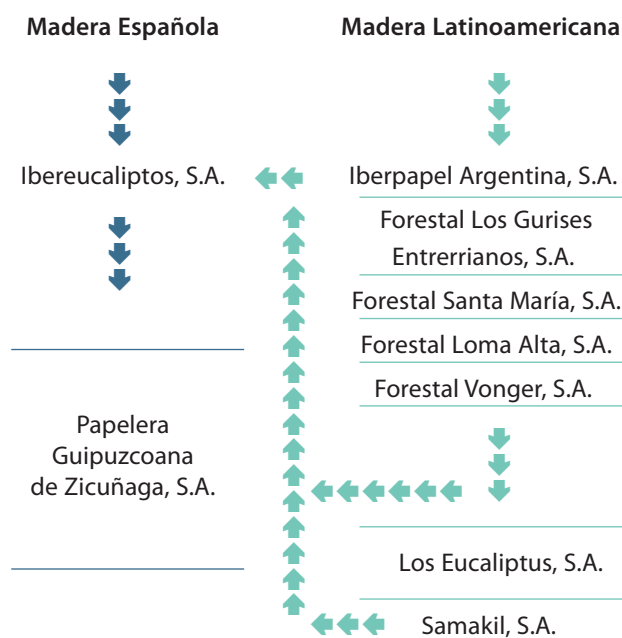 Madera Española
Ibereucaliptos, S.A.
Papelera
Guipuzcoana
de Zicuñaga, S.A.
Madera Latinoamericana
Iberpapel Argentina, S.A.
Forestal Los Gurises
Entrerrianos, S.A.
Forestal Santa María, S.A.
Forestal Loma Alta, S.A.
Forestal Vonger, S.A.
Los Eucaliptus, S.A.
Samakil, S.A.